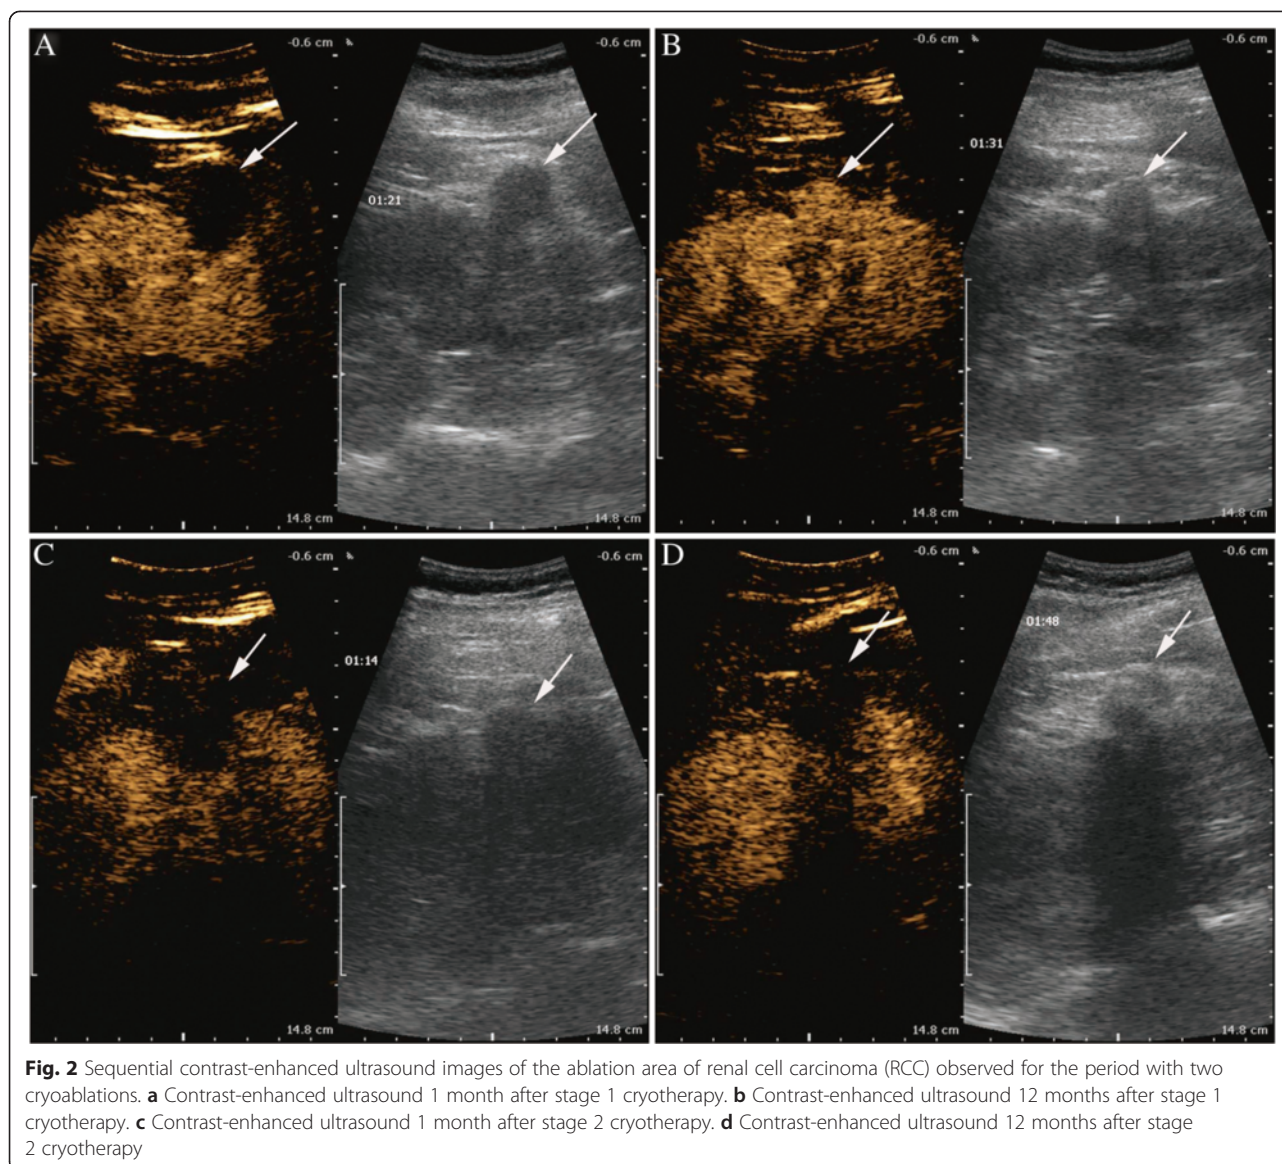 A
-0.6 cm
-0.6 cm
01:21
14.8 cm
14.8 cm
B
-0.6 cm
-0.6 cm
01:31
14.8 cm
14.8 cm
C
-0.6 cm
-0.6 cm
01:14
14.8 cm
14.8 cm
D
-0.6 cm
-0.6 cm
01:48
14.8 cm
14.8 cm
Fig. 2 Sequential contrast-enhanced ultrasound images of the ablation area of renal cell carcinoma (RCC) observed for the period with two
cryoablations. a Contrast-enhanced ultrasound 1 month after stage 1 cryotherapy. b Contrast-enhanced ultrasound 12 months after stage 1
cryotherapy. c Contrast-enhanced ultrasound 1 month after stage 2 cryotherapy. d Contrast-enhanced ultrasound 12 months after stage
2 cryotherapy